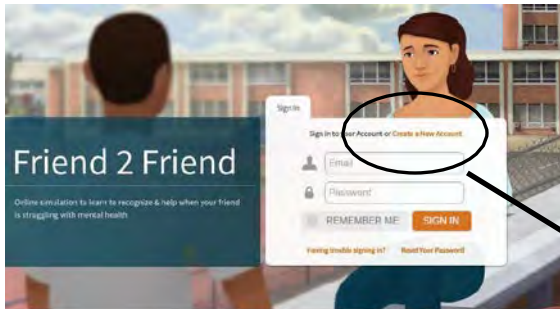 Friend 2 Friend
Online simulation to learn to recognize & help when your friend
is struggling with mental health
Sign In
Sign in to your Account or Create a New Account
Email
Password
REMEMBER ME
SIGN IN
Having trouble signing in? Reset Your Password